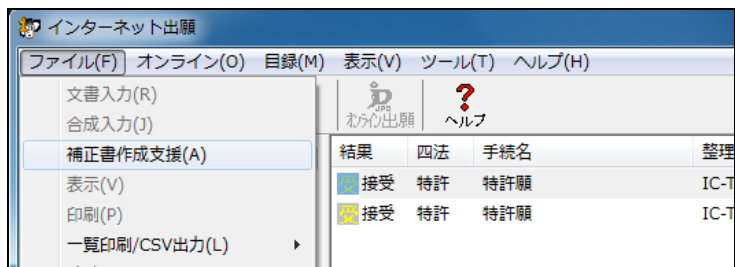 インターネット出願
ファイル(F) オンライン(O) 目録(M) 表示(V) ツール(T) ヘルプ(H)
文書入力(R)
合成入力(J)
補正書作成支援(A)
表示(V)
印刷(P)
一覧印刷/CSV出力(L)
JPO
オンライン出願 ヘルプ
結果 四法 手続名 整理
受 接受 特許 特許願 IC-T
受 接受 特許 特許願 IC-T